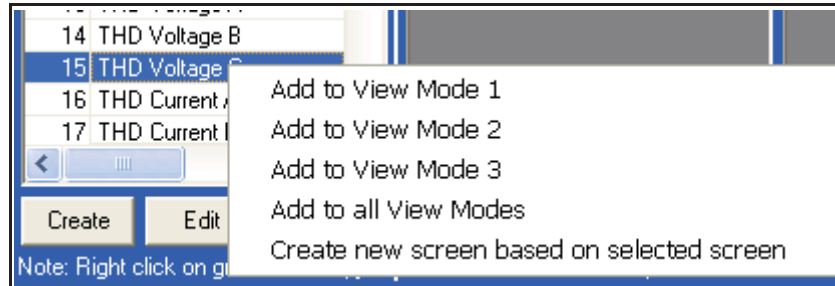 14 THD Voltage B
15 THD Voltage
16 THD Current
17 THD Current
Add to View Mode 1
Add to View Mode 2
Add to View Mode 3
Add to all View Modes
Create new screen based on selected screen
Create Edit
Note: Right click on